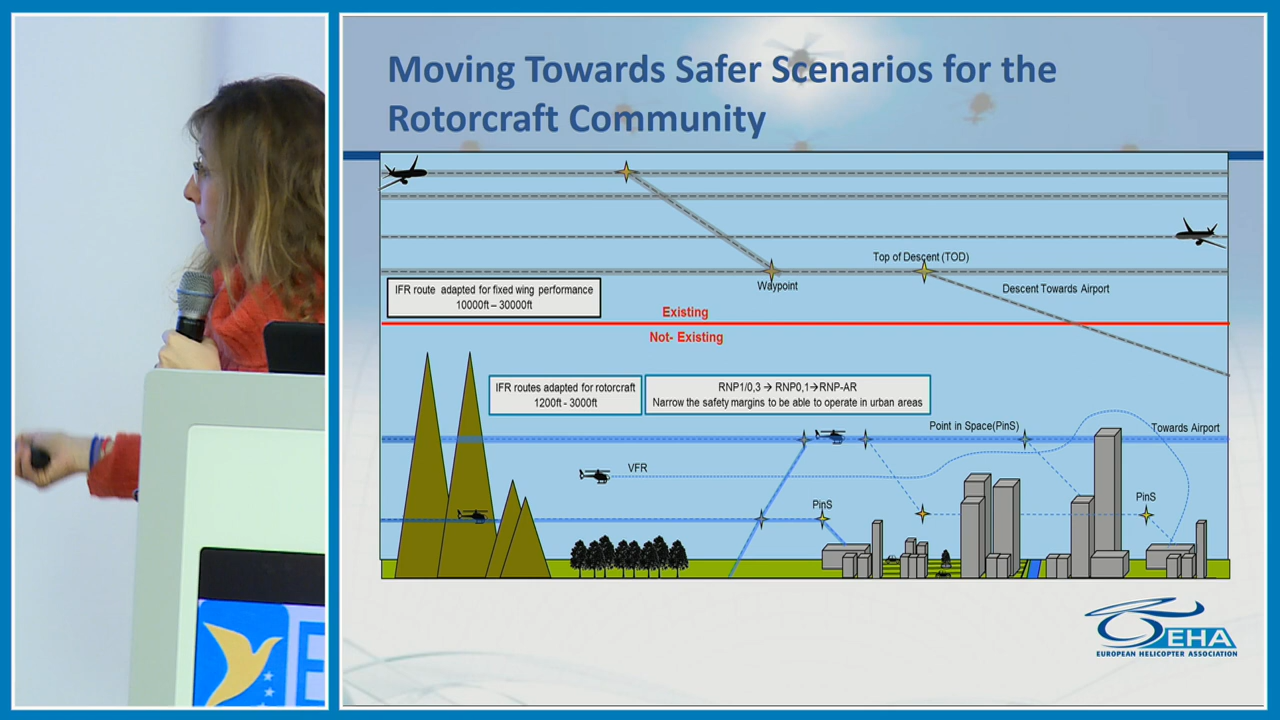 Moving Towards Safer Scenarios for the
Rotorcraft Community
Top of Descent (TOD)
Waypoint
Descent Towards Airport
IFR route adapted for fixed wing performance
10000ft – 30000ft
Existing
Not- Existing
IFR routes adapted for rotorcraft
1200ft - 3000ft
RNP1/0,3 → RNP0,1→RNP-AR
Narrow the safety margins to be able to operate in urban areas
Point in Space(PinS)
Towards Airport
VFR
PinS
PinS
EHA
EUROPEAN HELICOPTER ASSOCIATION